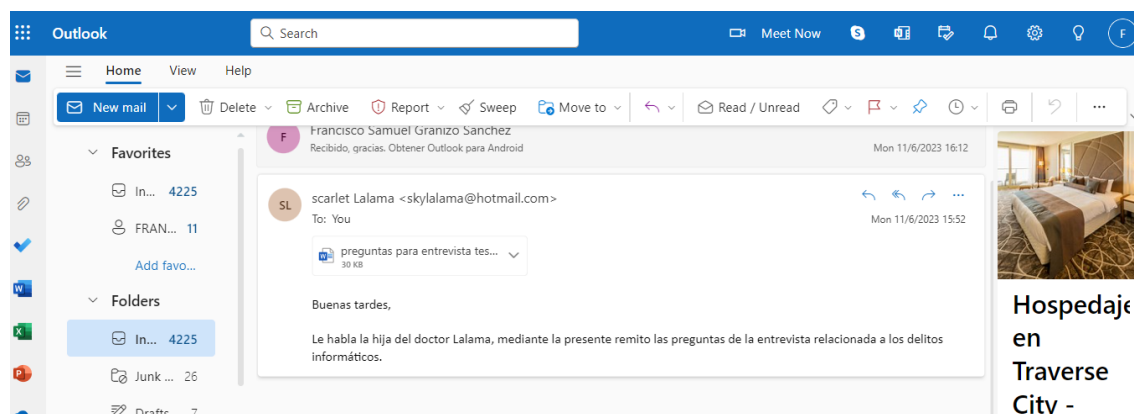 Outlook
Search
Meet Now
F
Home View Help
New mail Delete Archive Report Sweep Move to Read / Unread
Favorites
In... 4225
FRAN... 11
Add favo...
Folders
In... 4225
Junk ... 26
Drafts 7
F
Francisco Samuel Granizo Sanchez
Recibido, gracias. Obtener Outlook para Android
Mon 11/6/2023 16:12
SL
scarlet Lalama <skylalama@hotmail.com>
To: You
Mon 11/6/2023 15:52
preguntas para entrevista tes...
30 KB
Buenas tardes,
Le habla la hija del doctor Lalama, mediante la presente remito las preguntas de la entrevista relacionada a los delitos
informáticos.
Hospedaje
en
Traverse
City -